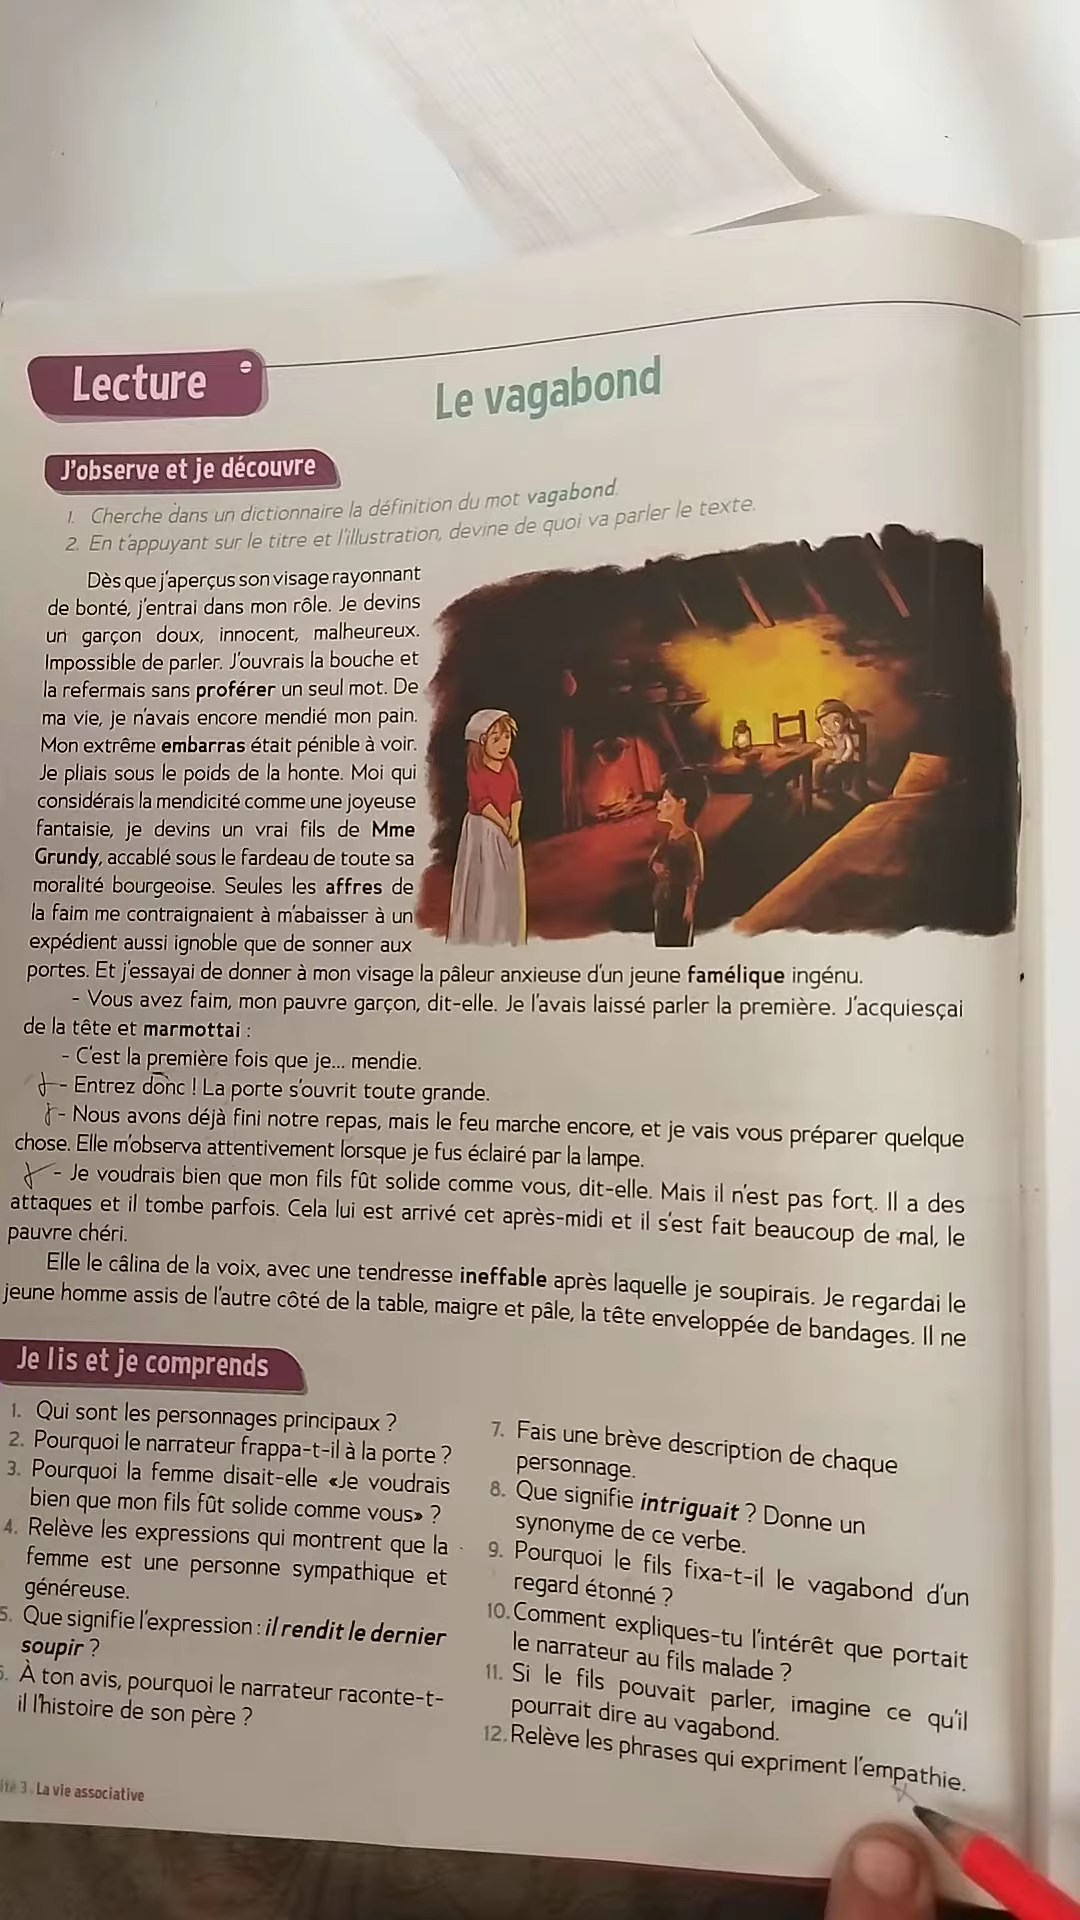 Lecture
Le vagabond
J'observe et je découvre
1. Cherche dans un dictionnaire la définition du mot vagabond.
2. En t'appuyant sur le titre et l'illustration, devine de quoi va parler le texte.
Dès que j'aperçus son visage rayonnant
de bonté, j'entrai dans mon rôle. Je devins
un garçon doux, innocent, malheureux.
Impossible de parler. J'ouvrais la bouche et
la refermais sans proférer un seul mot. De
ma vie, je n'avais encore mendié mon pain.
Mon extrême embarras était pénible à voir.
Je pliais sous le poids de la honte. Moi qui
considérais la mendicité comme une joyeuse
fantaisie, je devins un vrai fils de Mme
Grundy, accablé sous le fardeau de toute sa
moralité bourgeoise. Seules les affres de
la faim me contraignaient à m'abaisser à un
expédient aussi ignoble que de sonner aux
portes. Et j'essayai de donner à mon visage la pâleur anxieuse d'un jeune famélique ingénu.
- Vous avez faim, mon pauvre garçon, dit-elle. Je l'avais laissé parler la première. J'acquiesçai
de la tête et marmottai :
- C'est la première fois que je... mendie.
- Entrez donc ! La porte s'ouvrit toute grande.
- Nous avons déjà fini notre repas, mais le feu marche encore, et je vais vous préparer quelque
chose. Elle m'observa attentivement lorsque je fus éclairé par la lampe.
- Je voudrais bien que mon fils fût solide comme vous, dit-elle. Mais il n'est pas fort. Il a des
attaques et il tombe parfois. Cela lui est arrivé cet après-midi et il s'est fait beaucoup de mal, le
pauvre chéri.
Elle le câlina de la voix, avec une tendresse ineffable après laquelle je soupirais. Je regardai le
jeune homme assis de l'autre côté de la table, maigre et pâle, la tête enveloppée de bandages. Il ne
Je lis et je comprends
1. Qui sont les personnages principaux ?
2. Pourquoi le narrateur frappa-t-il à la porte ?
3. Pourquoi la femme disait-elle «Je voudrais
bien que mon fils fût solide comme vous» ?
4. Relève les expressions qui montrent que la
femme est une personne sympathique et
généreuse.
5. Que signifie l'expression : il rendit le dernier
soupir ?
6. À ton avis, pourquoi le narrateur raconte-t-
il l'histoire de son père ?
7. Fais une brève description de chaque
personnage.
8. Que signifie intriguait ? Donne un
synonyme de ce verbe.
9. Pourquoi le fils fixa-t-il le vagabond d'un
regard étonné ?
10. Comment expliques-tu l'intérêt que portait
le narrateur au fils malade ?
11. Si le fils pouvait parler, imagine ce qu'il
pourrait dire au vagabond.
12. Relève les phrases qui expriment l'empathie.
ité 3 La vie associative